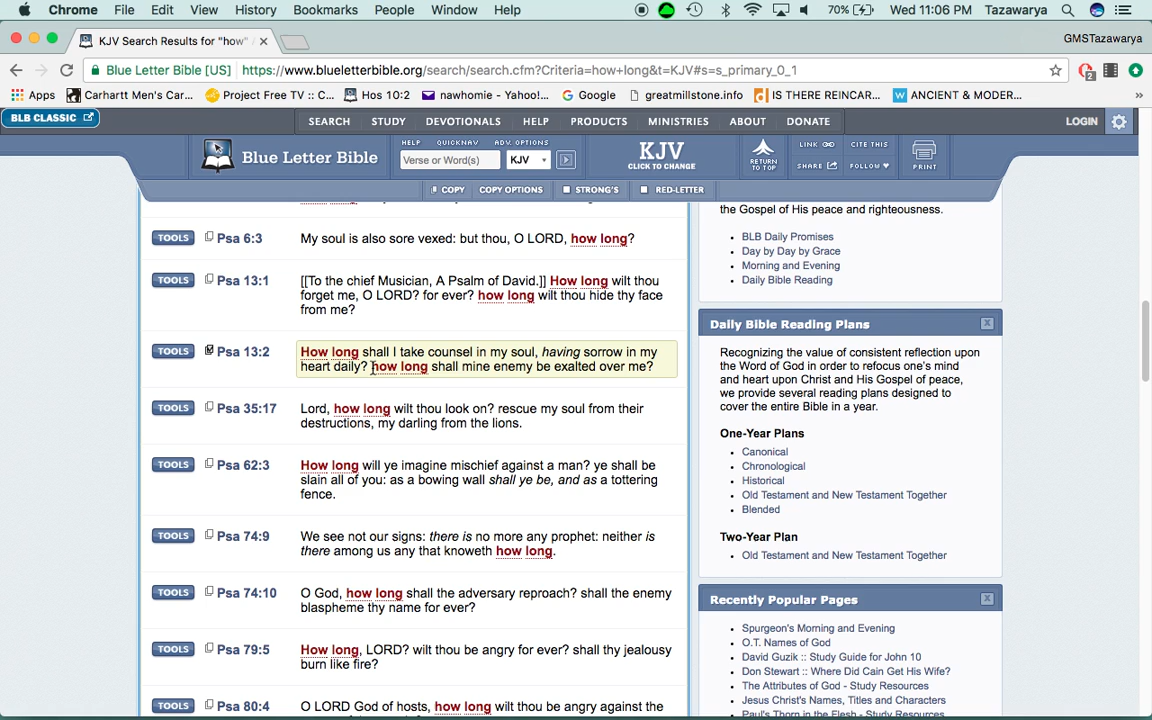 Chrome File Edit View History Bookmarks People Window Help 70% Wed 11:06 PM Tazawarya
KJV Search Results for "how" GMSTazawarya
Blue Letter Bible [US] https://www.blueletterbible.org/search/search.cfm?Criteria=how+long&t=KJV#s=s_primary_0_1 2
Apps Carhartt Men's Car... Project Free TV :: C... Hos 10:2 nawhomie - Yahoo!... Google greatmillstone.info IS THERE REINCAR... ANCIENT & MODER... »
BLB CLASSIC SEARCH STUDY DEVOTIONALS HELP PRODUCTS MINISTRIES ABOUT DONATE LOGIN
Blue Letter Bible
HELP QUICKNAV ADV. OPTIONS
Verse or Word(s) KJV
KJV
CLICK TO CHANGE
RETURN
TO TOP
LINK CITE THIS
SHARE FOLLOW
PRINT
COPY COPY OPTIONS STRONG'S RED-LETTER
TOOLS Psa 6:3 My soul is also sore vexed: but thou, O LORD, how long?
TOOLS Psa 13:1 [[To the chief Musician, A Psalm of David.]] How long wilt thou
forget me, O LORD? for ever? how long wilt thou hide thy face
from me?
TOOLS Psa 13:2 How long shall I take counsel in my soul, having sorrow in my
heart daily? how long shall mine enemy be exalted over me?
TOOLS Psa 35:17 Lord, how long wilt thou look on? rescue my soul from their
destructions, my darling from the lions.
TOOLS Psa 62:3 How long will ye imagine mischief against a man? ye shall be
slain all of you: as a bowing wall shall ye be, and as a tottering
fence.
TOOLS Psa 74:9 We see not our signs: there is no more any prophet: neither is
there among us any that knoweth how long.
TOOLS Psa 74:10 O God, how long shall the adversary reproach? shall the enemy
blaspheme thy name for ever?
TOOLS Psa 79:5 How long, LORD? wilt thou be angry for ever? shall thy jealousy
burn like fire?
TOOLS Psa 80:4 O LORD God of hosts, how long wilt thou be angry against the
the Gospel of His peace and righteousness.
BLB Daily Promises
Day by Day by Grace
Morning and Evening
Daily Bible Reading
Daily Bible Reading Plans
Recognizing the value of consistent reflection upon
the Word of God in order to refocus one's mind
and heart upon Christ and His Gospel of peace,
we provide several reading plans designed to
cover the entire Bible in a year.
One-Year Plans
Canonical
Chronological
Historical
Old Testament and New Testament Together
Blended
Two-Year Plan
Old Testament and New Testament Together
Recently Popular Pages
Spurgeon's Morning and Evening
O.T. Names of God
David Guzik :: Study Guide for John 10
Don Stewart :: Where Did Cain Get His Wife?
The Attributes of God - Study Resources
Jesus Christ's Names, Titles and Characters
Paul's Thorn in the Flesh - Study Resources